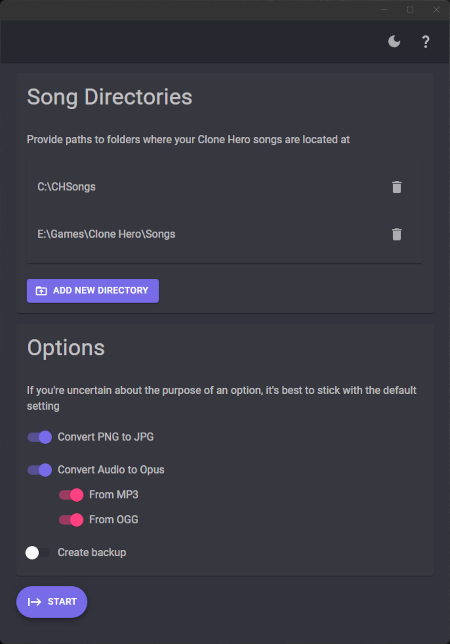 ?
Song Directories
Provide paths to folders where your Clone Hero songs are located at
C:\CHSongs
E:\Games\Clone Hero\Songs
ADD NEW DIRECTORY
Options
If you're uncertain about the purpose of an option, it's best to stick with the default
setting
Convert PNG to JPG
Convert Audio to Opus
From MP3
From OGG
Create backup
START